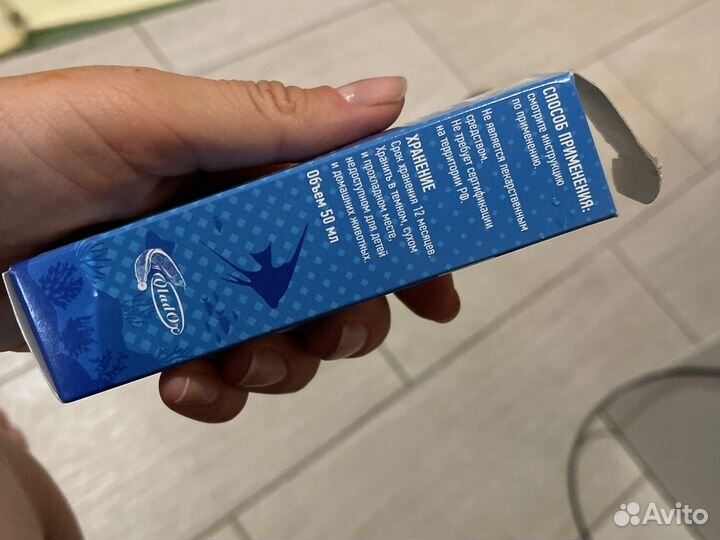 СПОСОБ ПРИМЕНЕНИЯ:
смотрите инструкцию
по применению.
Не является лекарственным
средством.
Не требует сертификации
на территории РФ.
ХРАНЕНИЕ
Срок хранения 12 месяцев.
Хранить в темном, сухом
и прохладном месте,
недоступном для детей
и домашних животных.
Объем 50 мл
VladOx
Avito